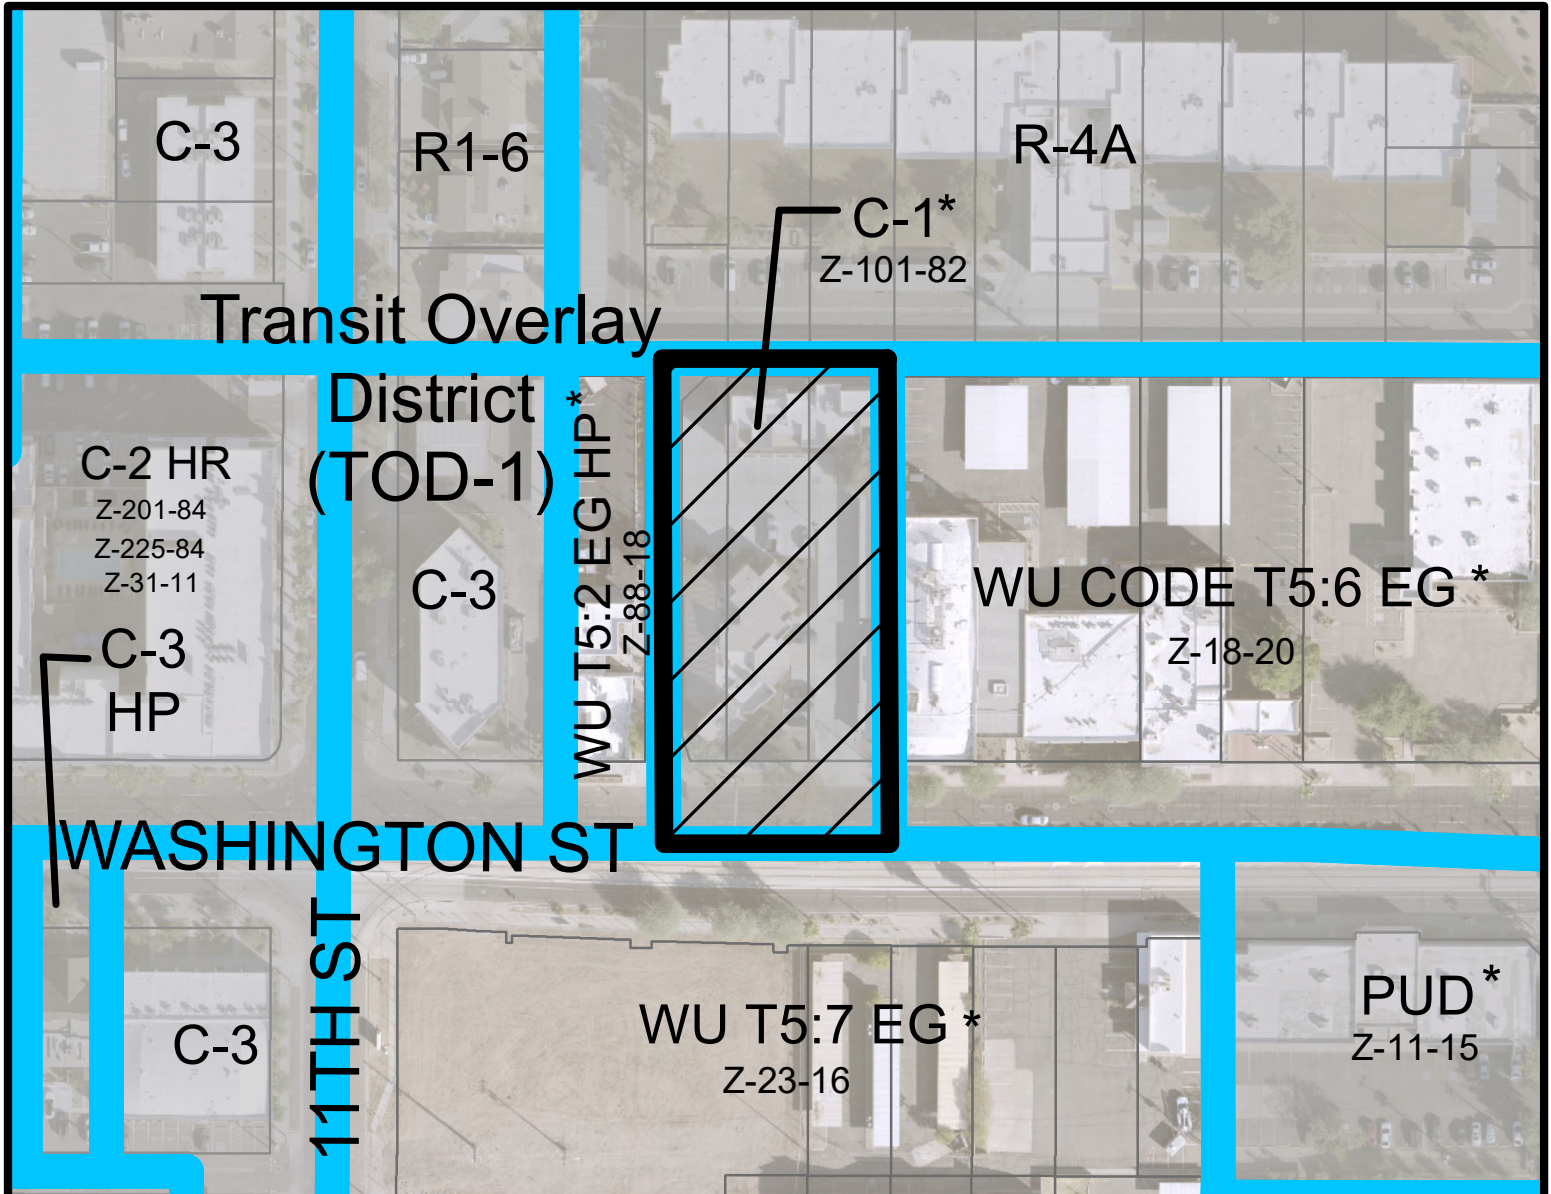 C-3
R1-6
R-4A
C-1*
Z-101-82
Transit Overlay
District
(TOD-1)
C-2 HR
Z-201-84
Z-225-84
Z-31-11
C-3
HP
C-3
WU T5:2 EG HP *
Z-88-18
WU CODE T5:6 EG *
Z-18-20
WASHINGTON ST
11TH ST
C-3
WU T5:7 EG *
Z-23-16
PUD *
Z-11-15